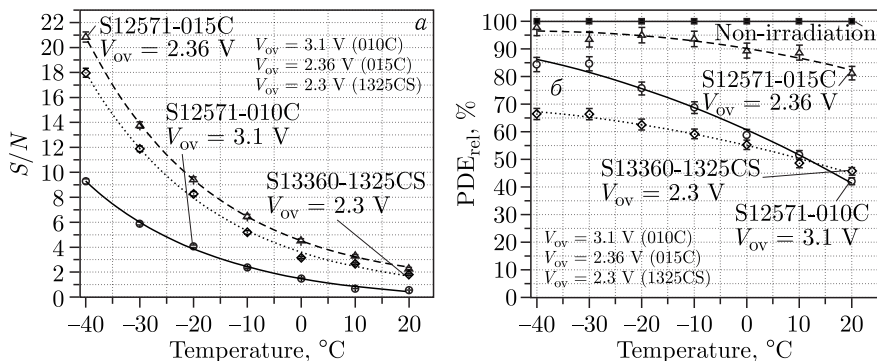 S12571-015C
V_ov = 2.36 V
a
V_ov = 3.1 V (010C)
V_ov = 2.36 V (015C)
V_ov = 2.3 V (1325CS)
S12571-010C
V_ov = 3.1 V
S13360-1325CS
V_ov = 2.3 V
S/N
22
20
18
16
14
12
10
8
6
4
2
0
−40 −30 −20 −10 0 10 20
Temperature, °C
Non-irradiation
S12571-015C
V_ov = 2.36 V
б
S13360-1325CS
V_ov = 2.3 V
S12571-010C
V_ov = 3.1 V
V_ov = 3.1 V (010C)
V_ov = 2.36 V (015C)
V_ov = 2.3 V (1325CS)
PDE_rel, %
100
90
80
70
60
50
40
30
20
10
0
−40 −30 −20 −10 0 10 20
Temperature, °C